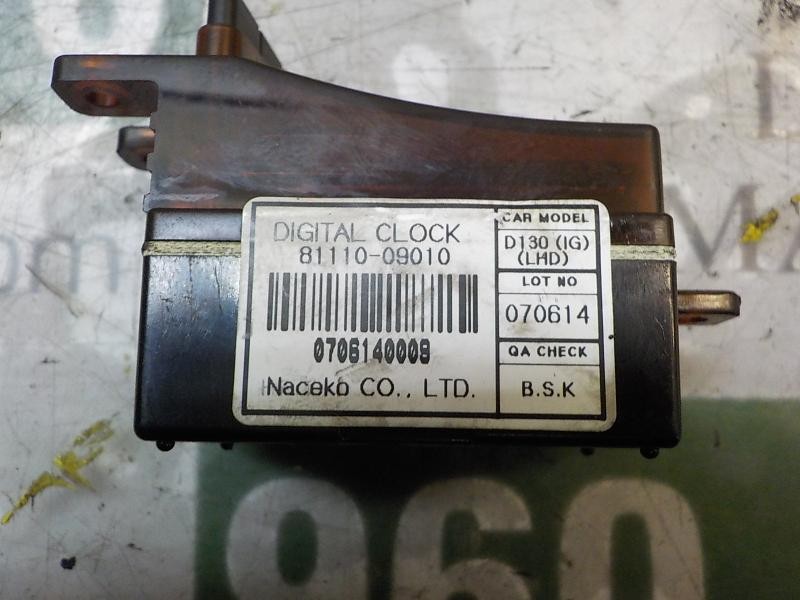 DIGITAL CLOCK
81110-09010
0706140008
Naceko CO., LTD.
CAR MODEL
D130 (IG)
(LHD)
LOT NO
070614
QA CHECK
B.S.K